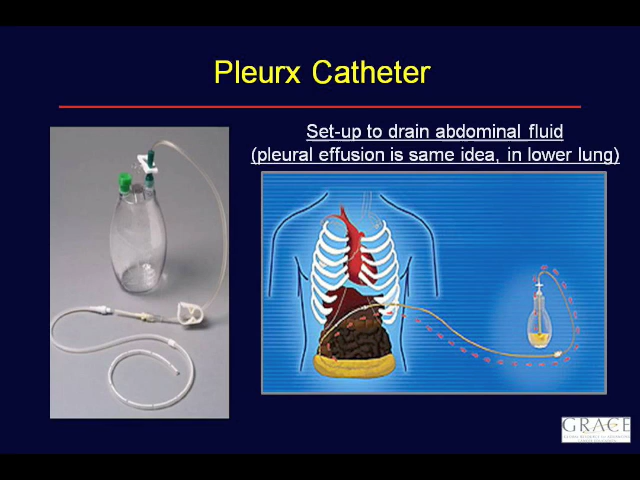 Pleurx Catheter
Set-up to drain abdominal fluid
(pleural effusion is same idea, in lower lung)
GRACE